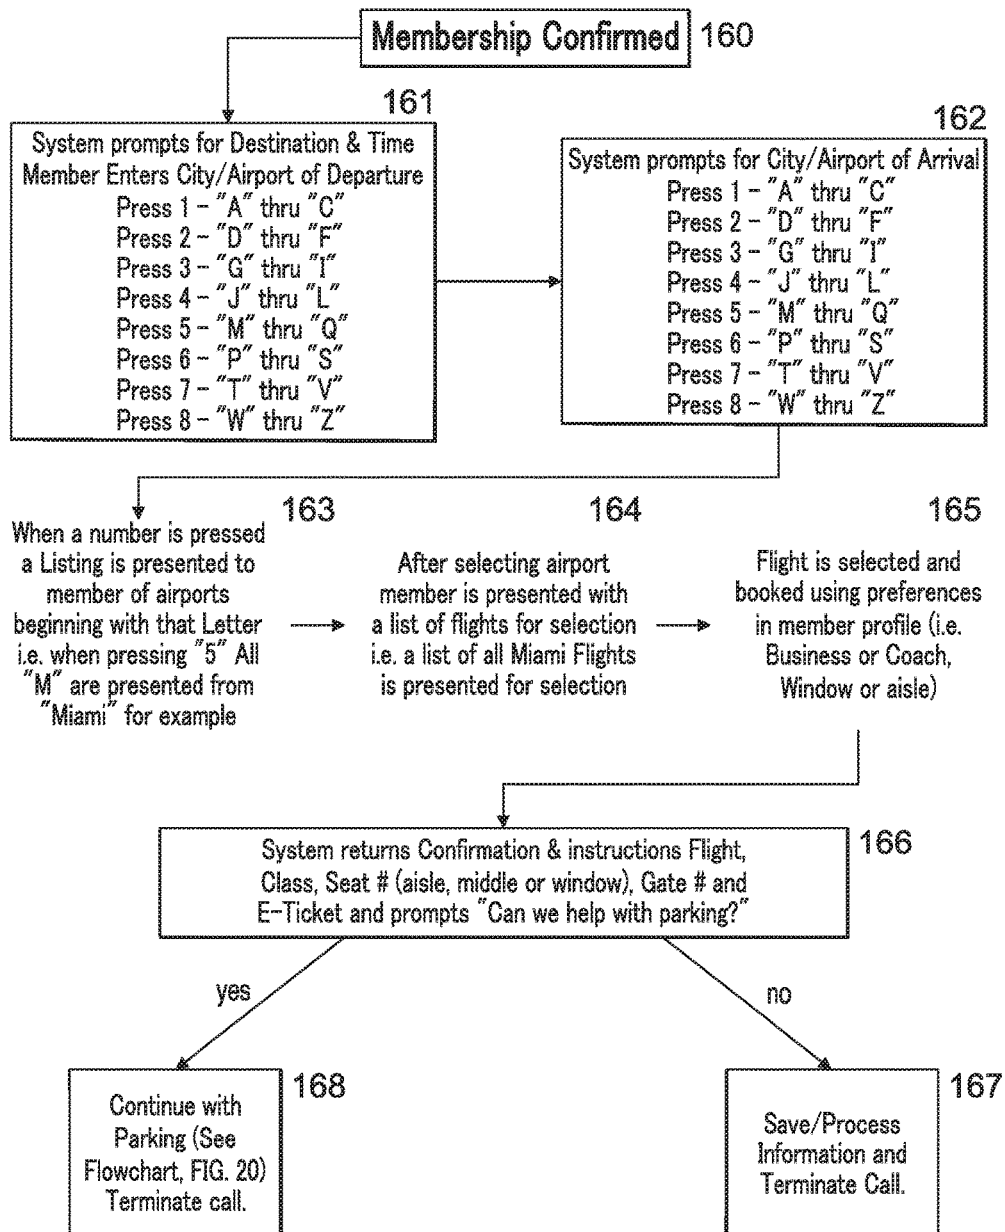 Membership Confirmed
160
161
System prompts for Destination & Time
Member Enters City/Airport of Departure
Press 1 - "A" thru "C"
Press 2 - "D" thru "F"
Press 3 - "G" thru "I"
Press 4 - "J" thru "L"
Press 5 - "M" thru "Q"
Press 6 - "P" thru "S"
Press 7 - "T" thru "V"
Press 8 - "W" thru "Z"
162
System prompts for City/Airport of Arrival
Press 1 - "A" thru "C"
Press 2 - "D" thru "F"
Press 3 - "G" thru "I"
Press 4 - "J" thru "L"
Press 5 - "M" thru "Q"
Press 6 - "P" thru "S"
Press 7 - "T" thru "V"
Press 8 - "W" thru "Z"
163
When a number is pressed
a Listing is presented to
member of airports
beginning with that Letter
i.e. when pressing "5" All
"M" are presented from
"Miami" for example
164
After selecting airport
member is presented with
a list of flights for selection
i.e. a list of all Miami Flights
is presented for selection
165
Flight is selected and
booked using preferences
in member profile (i.e.
Business or Coach,
Window or aisle)
166
System returns Confirmation & instructions Flight,
Class, Seat # (aisle, middle or window), Gate # and
E-Ticket and prompts "Can we help with parking?"
yes
no
168
Continue with
Parking (See
Flowchart, FIG. 20)
Terminate call.
167
Save/Process
Information and
Terminate Call.